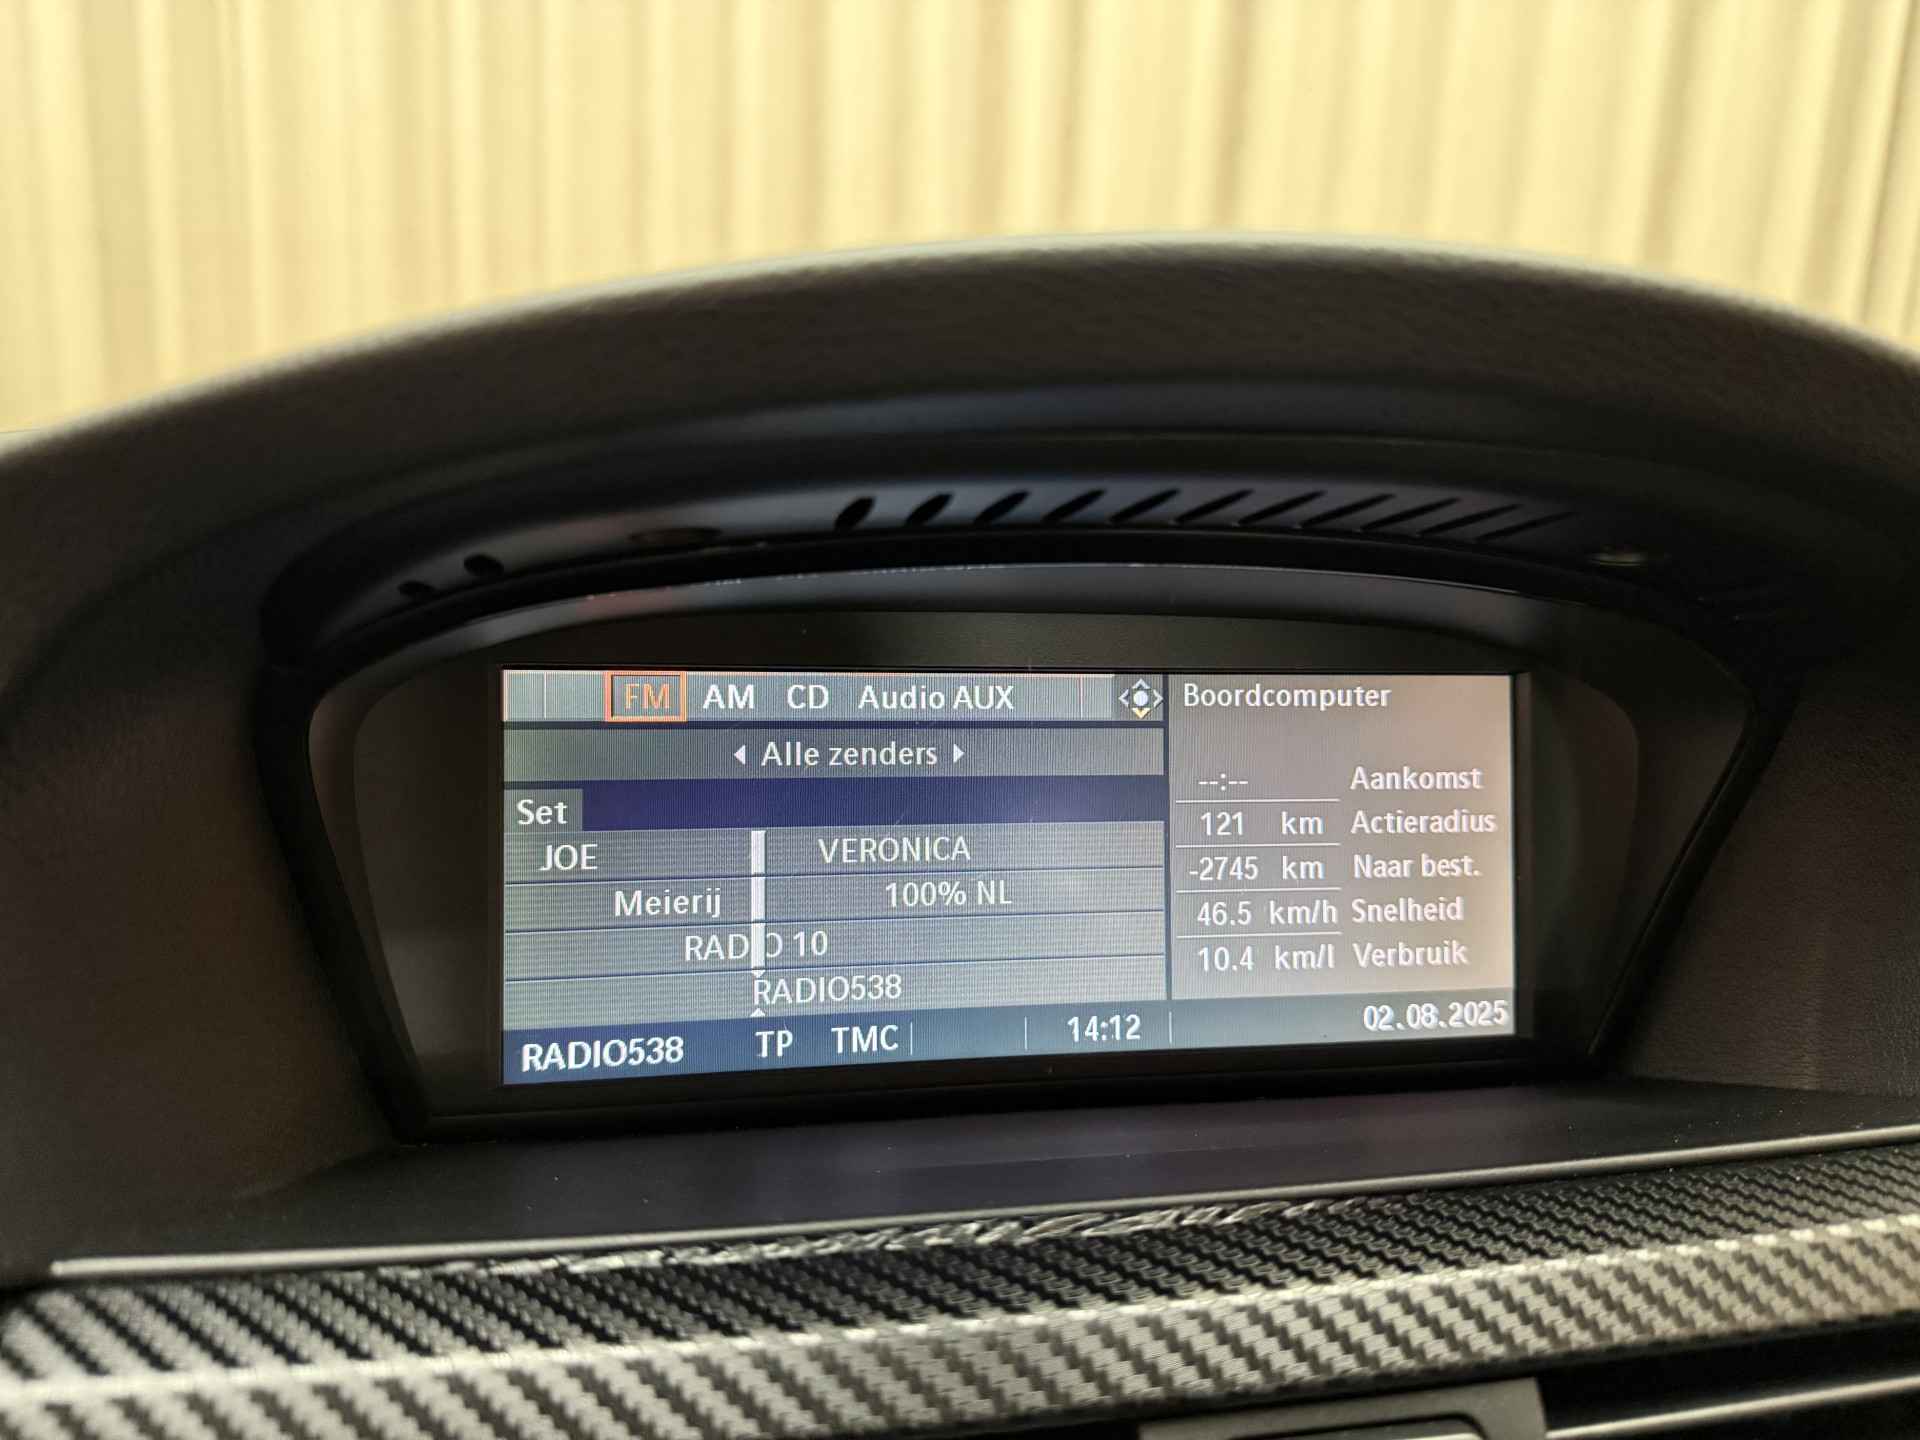 FM AM CD Audio AUX
Alle zenders
Set
JOE VERONICA
Meierij 100% NL
RADIO 10
RADIO538
RADIO538 TP TMC 14:12
Boordcomputer
--:-- Aankomst
121 km Actieradius
-2745 km Naar best.
46.5 km/h Snelheid
10.4 km/l Verbruik
02.08.2025